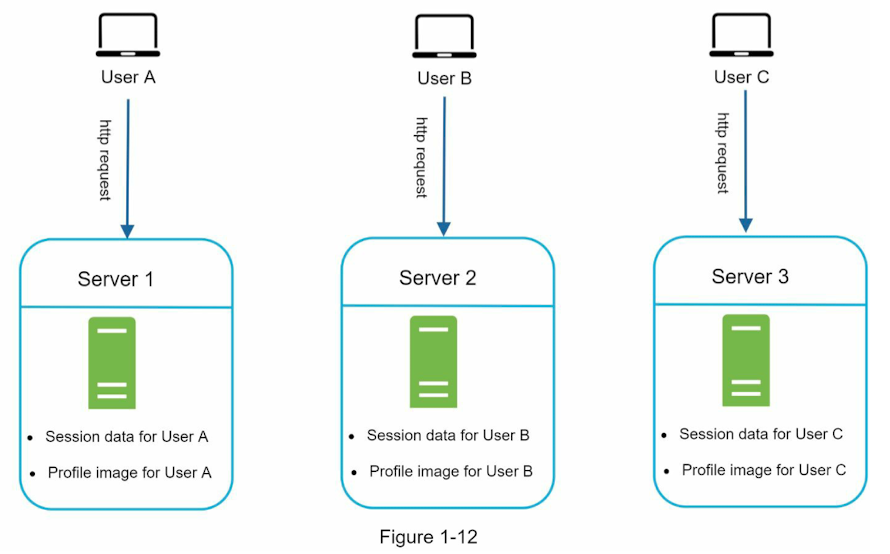 User A
User B
User C
http request
http request
http request
Server 1
Server 2
Server 3
• Session data for User A
• Profile image for User A
• Session data for User B
• Profile image for User B
• Session data for User C
• Profile image for User C
Figure 1-12